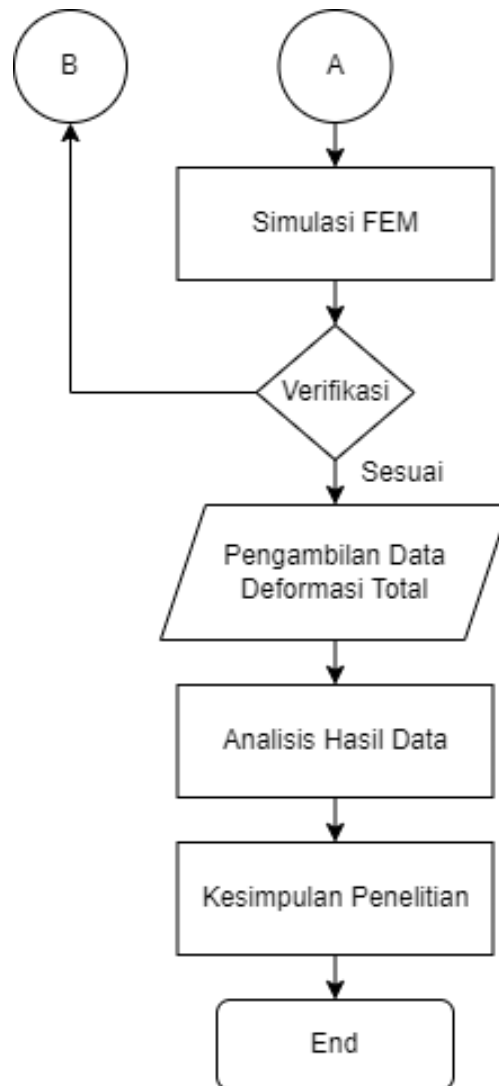 B
A
Simulasi FEM
Verifikasi
Sesuai
Pengambilan Data
Deformasi Total
Analisis Hasil Data
Kesimpulan Penelitian
End